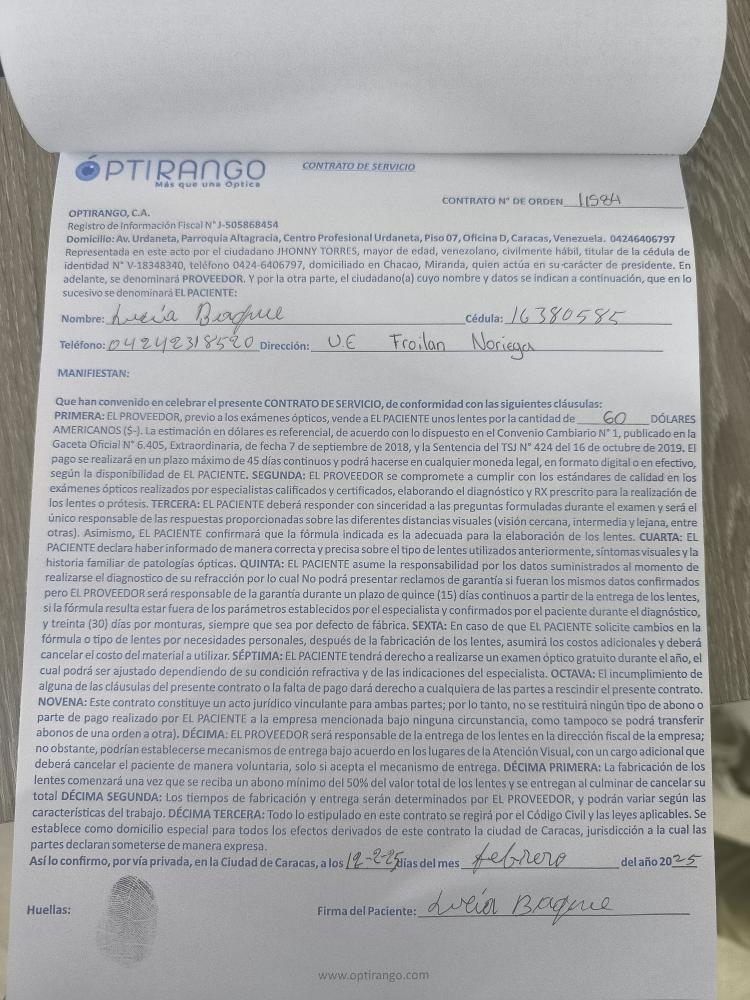 OPTIRANGO
Más que una Óptica
CONTRATO DE SERVICIO
CONTRATO N° DE ORDEN 11984
OPTIRANGO, C.A.
Registro de Información Fiscal N° J-505868454
Domicilio: Av. Urdaneta, Parroquia Altagracia, Centro Profesional Urdaneta, Piso 07, Oficina D, Caracas, Venezuela. 04246406797
Representada en este acto por el ciudadano JHONNY TORRES, mayor de edad, venezolano, civilmente hábil, titular de la cédula de
identidad N° V-18348340, teléfono 0424-6406797, domiciliado en Chacao, Miranda, quien actúa en su carácter de presidente. En
adelante, se denominará PROVEEDOR. Y por la otra parte, el ciudadano(a) cuyo nombre y datos se indican a continuación, que en lo
sucesivo se denominará EL PACIENTE:
Nombre: Lucía Baque Cédula: 16380585
Teléfono: 04242318520 Dirección: U.E Froilan Noriega
MANIFIESTAN:
Que han convenido en celebrar el presente CONTRATO DE SERVICIO, de conformidad con las siguientes cláusulas:
PRIMERA: EL PROVEEDOR, previo a los exámenes ópticos, vende a EL PACIENTE unos lentes por la cantidad de 60 DÓLARES
AMERICANOS ($-). La estimación en dólares es referencial, de acuerdo con lo dispuesto en el Convenio Cambiario N° 1, publicado en la
Gaceta Oficial N° 6.405, Extraordinaria, de fecha 7 de septiembre de 2018, y la Sentencia del TSJ N° 424 del 16 de octubre de 2019. El
pago se realizará en un plazo máximo de 45 días continuos y podrá hacerse en cualquier moneda legal, en formato digital o en efectivo,
según la disponibilidad de EL PACIENTE. SEGUNDA: EL PROVEEDOR se compromete a cumplir con los estándares de calidad en los
exámenes ópticos realizados por especialistas calificados y certificados, elaborando el diagnóstico y RX prescrito para la realización de
los lentes o prótesis. TERCERA: EL PACIENTE deberá responder con sinceridad a las preguntas formuladas durante el examen y será el
único responsable de las respuestas proporcionadas sobre las diferentes distancias visuales (visión cercana, intermedia y lejana, entre
otras). Asimismo, EL PACIENTE confirmará que la fórmula indicada es la adecuada para la elaboración de los lentes. CUARTA: EL
PACIENTE declara haber informado de manera correcta y precisa sobre el tipo de lentes utilizados anteriormente, síntomas visuales y la
historia familiar de patologías ópticas. QUINTA: EL PACIENTE asume la responsabilidad por los datos suministrados al momento de
realizarse el diagnostico de su refracción por lo cual No podrá presentar reclamos de garantía si fueran los mismos datos confirmados
pero EL PROVEEDOR será responsable de la garantía durante un plazo de quince (15) días continuos a partir de la entrega de los lentes,
si la fórmula resulta estar fuera de los parámetros establecidos por el especialista y confirmados por el paciente durante el diagnóstico,
y treinta (30) días por monturas, siempre que sea por defecto de fábrica. SEXTA: En caso de que EL PACIENTE solicite cambios en la
fórmula o tipo de lentes por necesidades personales, después de la fabricación de los lentes, asumirá los costos adicionales y deberá
cancelar el costo del material a utilizar. SÉPTIMA: EL PACIENTE tendrá derecho a realizarse un examen óptico gratuito durante el año, el
cual podrá ser ajustado dependiendo de su condición refractiva y de las indicaciones del especialista. OCTAVA: El incumplimiento de
alguna de las cláusulas del presente contrato o la falta de pago dará derecho a cualquiera de las partes a rescindir el presente contrato.
NOVENA: Este contrato constituye un acto jurídico vinculante para ambas partes; por lo tanto, no se restituirá ningún tipo de abono o
parte de pago realizado por EL PACIENTE a la empresa mencionada bajo ninguna circunstancia, como tampoco se podrá transferir
abonos de una orden a otra). DÉCIMA: EL PROVEEDOR será responsable de la entrega de los lentes en la dirección fiscal de la empresa;
no obstante, podrían establecerse mecanismos de entrega bajo acuerdo en los lugares de la Atención Visual, con un cargo adicional que
deberá cancelar el paciente de manera voluntaria, solo si acepta el mecanismo de entrega. DÉCIMA PRIMERA: La fabricación de los
lentes comenzará una vez que se reciba un abono mínimo del 50% del valor total de los lentes y se entregan al culminar de cancelar su
total DÉCIMA SEGUNDA: Los tiempos de fabricación y entrega serán determinados por EL PROVEEDOR, y podrán variar según las
características del trabajo. DÉCIMA TERCERA: Todo lo estipulado en este contrato se regirá por el Código Civil y las leyes aplicables. Se
establece como domicilio especial para todos los efectos derivados de este contrato la ciudad de Caracas, jurisdicción a la cual las
partes declaran someterse de manera expresa.
Así lo confirmo, por vía privada, en la Ciudad de Caracas, a los 12-2-25 días del mes febrero del año 2025
Huellas: Firma del Paciente: Lucía Baque
www.optirango.com